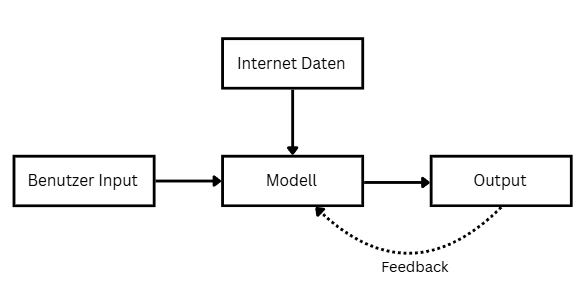 Internet Daten
Benutzer Input
Modell
Output
Feedback